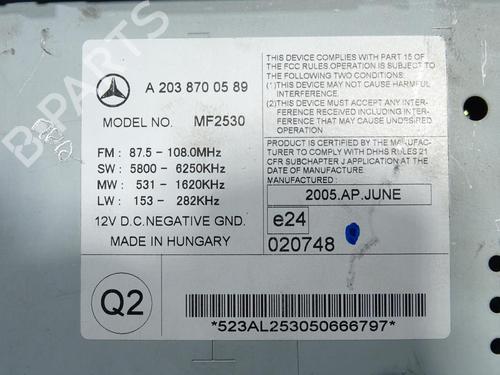 A 203 870 05 89
MODEL NO. MF2530
FM : 87.5 - 108.0MHz
SW : 5800 - 6250KHz
MW : 531 - 1620KHz
LW : 153 - 282KHz
12V D.C. NEGATIVE GND.
MADE IN HUNGARY
THIS DEVICE COMPLIES WITH PART 15 OF
THE FCC RULES OPERATION IS SUBJECT TO
THE FOLLOWING TWO CONDITIONS:
(1)THIS DEVICE MAY NOT CAUSE HARMFUL
INTERFERENCE.
(2)THIS DEVICE MUST ACCEPT ANY INTER-
FERENCE RECEIVED INCLUDING INTER-
FERENCE THAT MAY CAUSE UNDESIRED
OPERATION.
PRODUCT IS CERTIFIED BY THE MANUFAC-
TURER TO COMPLY WITH DHHS RULES 21
CFR SUBCHAPTER J APPLICATION AT THE
DATE OF MANUFACTURE.
MANUFACTURED:
2005.AP.JUNE
e24
020748
Q2
*523AL253050666797*